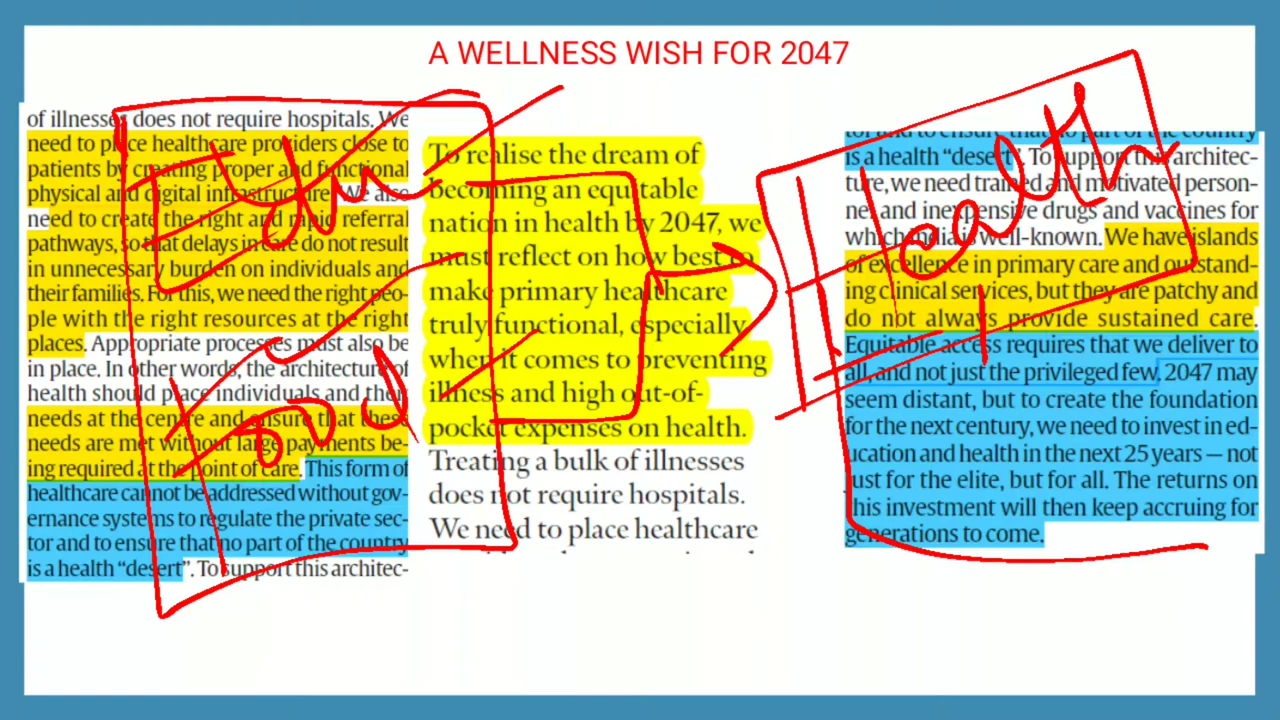 A WELLNESS WISH FOR 2047
of illnesses does not require hospitals. We
need to place healthcare providers close to
patients by creating proper and functional
physical and digital infrastructure. We also
need to create the right and rapid referral
pathways, so that delays in care do not result
in unnecessary burden on individuals and
their families. For this, we need the right peo-
ple with the right resources at the right
places. Appropriate processes must also be
in place. In other words, the architecture of
health should place individuals and their
needs at the centre and ensure that these
needs are met without large payments be-
ing required at the point of care. This form of
healthcare cannot be addressed without gov-
ernance systems to regulate the private sec-
tor and to ensure that no part of the country
is a health “desert”. To support this architec-
To realise the dream of
becoming an equitable
nation in health by 2047, we
must reflect on how best to
make primary healthcare
truly functional, especially
when it comes to preventing
illness and high out-of-
pocket expenses on health.
Treating a bulk of illnesses
does not require hospitals.
We need to place healthcare
tor and to ensure that no part of the country
is a health “desert”. To support this architec-
ture, we need trained and motivated person-
nel and inexpensive drugs and vaccines for
which India is well-known. We have islands
of excellence in primary care and outstand-
ing clinical services, but they are patchy and
do not always provide sustained care.
Equitable access requires that we deliver to
all, and not just the privileged few. 2047 may
seem distant, but to create the foundation
for the next century, we need to invest in ed-
ucation and health in the next 25 years — not
just for the elite, but for all. The returns on
this investment will then keep accruing for
generations to come.
Food
Health